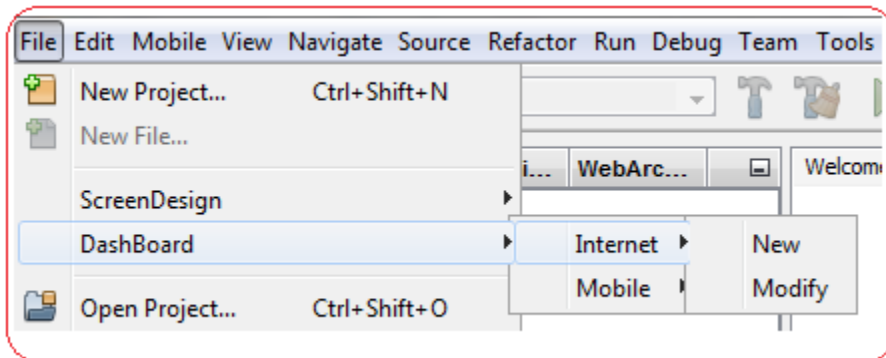 File Edit Mobile View Navigate Source Refactor Run Debug Team Tools
New Project... Ctrl+Shift+N
New File...
i... WebArc... Welcom
ScreenDesign
DashBoard Internet New
Mobile Modify
Open Project... Ctrl+Shift+O